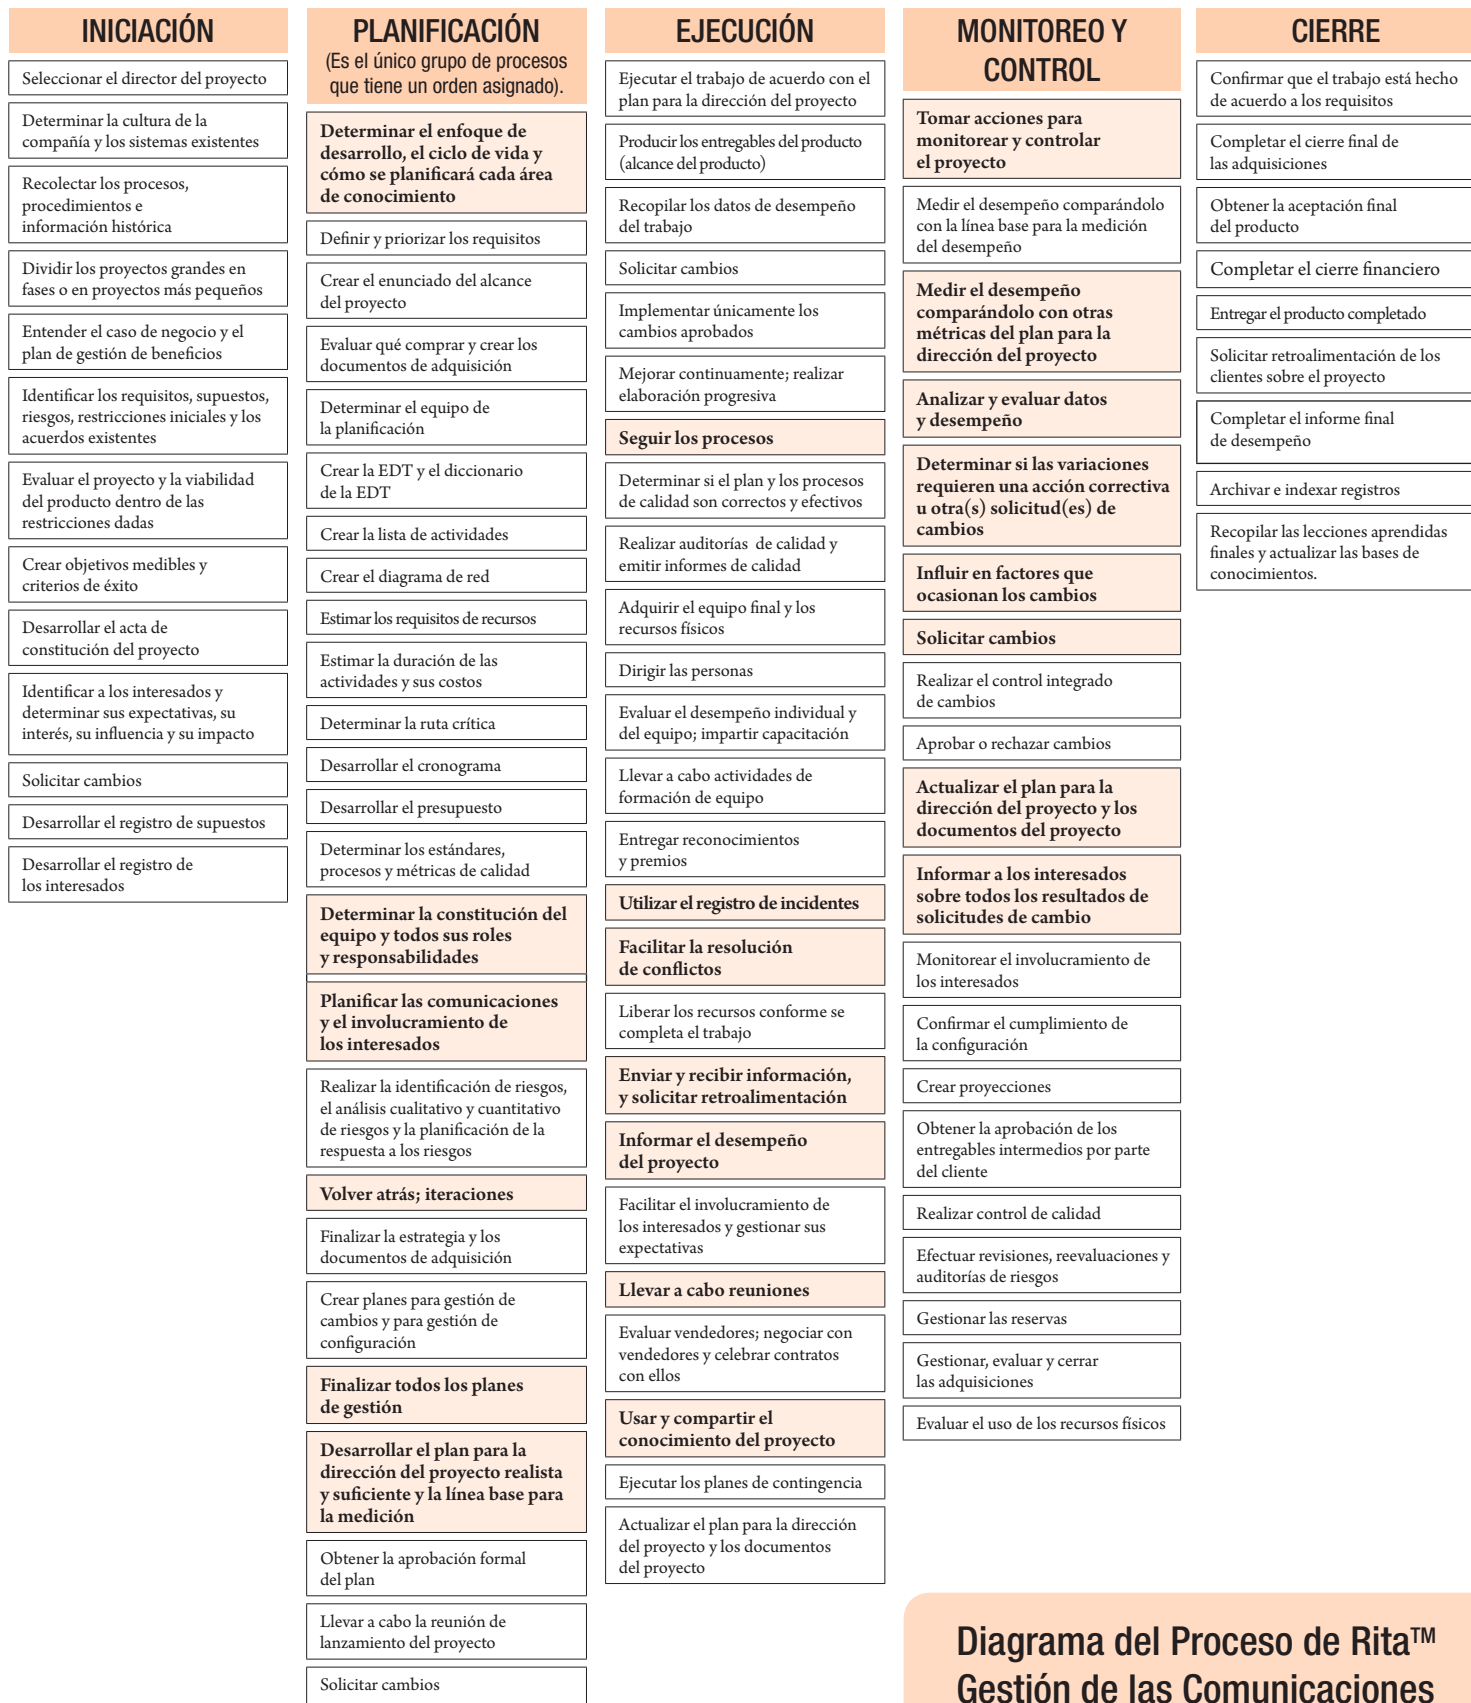 INICIACIÓN
Seleccionar el director del proyecto
Determinar la cultura de la
compañía y los sistemas existentes
Recolectar los procesos,
procedimientos e
información histórica
Dividir los proyectos grandes en
fases o en proyectos más pequeños
Entender el caso de negocio y el
plan de gestión de beneficios
Identificar los requisitos, supuestos,
riesgos, restricciones iniciales y los
acuerdos existentes
Evaluar el proyecto y la viabilidad
del producto dentro de las
restricciones dadas
Crear objetivos medibles y
criterios de éxito
Desarrollar el acta de
constitución del proyecto
Identificar a los interesados y
determinar sus expectativas, su
interés, su influencia y su impacto
Solicitar cambios
Desarrollar el registro de supuestos
Desarrollar el registro de
los interesados
PLANIFICACIÓN
(Es el único grupo de procesos
que tiene un orden asignado).
Determinar el enfoque de
desarrollo, el ciclo de vida y
cómo se planificará cada área
de conocimiento
Definir y priorizar los requisitos
Crear el enunciado del alcance
del proyecto
Evaluar qué comprar y crear los
documentos de adquisición
Determinar el equipo de
la planificación
Crear la EDT y el diccionario
de la EDT
Crear la lista de actividades
Crear el diagrama de red
Estimar los requisitos de recursos
Estimar la duración de las
actividades y sus costos
Determinar la ruta crítica
Desarrollar el cronograma
Desarrollar el presupuesto
Determinar los estándares,
procesos y métricas de calidad
Determinar la constitución del
equipo y todos sus roles
y responsabilidades
Planificar las comunicaciones
y el involucramiento de
los interesados
Realizar la identificación de riesgos,
el análisis cualitativo y cuantitativo
de riesgos y la planificación de la
respuesta a los riesgos
Volver atrás; iteraciones
Finalizar la estrategia y los
documentos de adquisición
Crear planes para gestión de
cambios y para gestión de
configuración
Finalizar todos los planes
de gestión
Desarrollar el plan para la
dirección del proyecto realista
y suficiente y la línea base para
la medición
Obtener la aprobación formal
del plan
Llevar a cabo la reunión de
lanzamiento del proyecto
Solicitar cambios
EJECUCIÓN
Ejecutar el trabajo de acuerdo con el
plan para la dirección del proyecto
Producir los entregables del producto
(alcance del producto)
Recopilar los datos de desempeño
del trabajo
Solicitar cambios
Implementar únicamente los
cambios aprobados
Mejorar continuamente; realizar
elaboración progresiva
Seguir los procesos
Determinar si el plan y los procesos
de calidad son correctos y efectivos
Realizar auditorías de calidad y
emitir informes de calidad
Adquirir el equipo final y los
recursos físicos
Dirigir las personas
Evaluar el desempeño individual y
del equipo; impartir capacitación
Llevar a cabo actividades de
formación de equipo
Entregar reconocimientos
y premios
Utilizar el registro de incidentes
Facilitar la resolución
de conflictos
Liberar los recursos conforme se
completa el trabajo
Enviar y recibir información,
y solicitar retroalimentación
Informar el desempeño
del proyecto
Facilitar el involucramiento de
los interesados y gestionar sus
expectativas
Llevar a cabo reuniones
Evaluar vendedores; negociar con
vendedores y celebrar contratos
con ellos
Usar y compartir el
conocimiento del proyecto
Ejecutar los planes de contingencia
Actualizar el plan para la dirección
del proyecto y los documentos
del proyecto
MONITOREO Y
CONTROL
Tomar acciones para
monitorear y controlar
el proyecto
Medir el desempeño comparándolo
con la línea base para la medición
del desempeño
Medir el desempeño
comparándolo con otras
métricas del plan para la
dirección del proyecto
Analizar y evaluar datos
y desempeño
Determinar si las variaciones
requieren una acción correctiva
u otra(s) solicitud(es) de
cambios
Influir en factores que
ocasionan los cambios
Solicitar cambios
Realizar el control integrado
de cambios
Aprobar o rechazar cambios
Actualizar el plan para la
dirección del proyecto y los
documentos del proyecto
Informar a los interesados
sobre todos los resultados de
solicitudes de cambio
Monitorear el involucramiento de
los interesados
Confirmar el cumplimiento de
la configuración
Crear proyecciones
Obtener la aprobación de los
entregables intermedios por parte
del cliente
Realizar control de calidad
Efectuar revisiones, reevaluaciones y
auditorías de riesgos
Gestionar las reservas
Gestionar, evaluar y cerrar
las adquisiciones
Evaluar el uso de los recursos físicos
CIERRE
Confirmar que el trabajo está hecho
de acuerdo a los requisitos
Completar el cierre final de
las adquisiciones
Obtener la aceptación final
del producto
Completar el cierre financiero
Entregar el producto completado
Solicitar retroalimentación de los
clientes sobre el proyecto
Completar el informe final
de desempeño
Archivar e indexar registros
Recopilar las lecciones aprendidas
finales y actualizar las bases de
conocimientos.
Diagrama del Proceso de Rita™
Gestión de las Comunicaciones